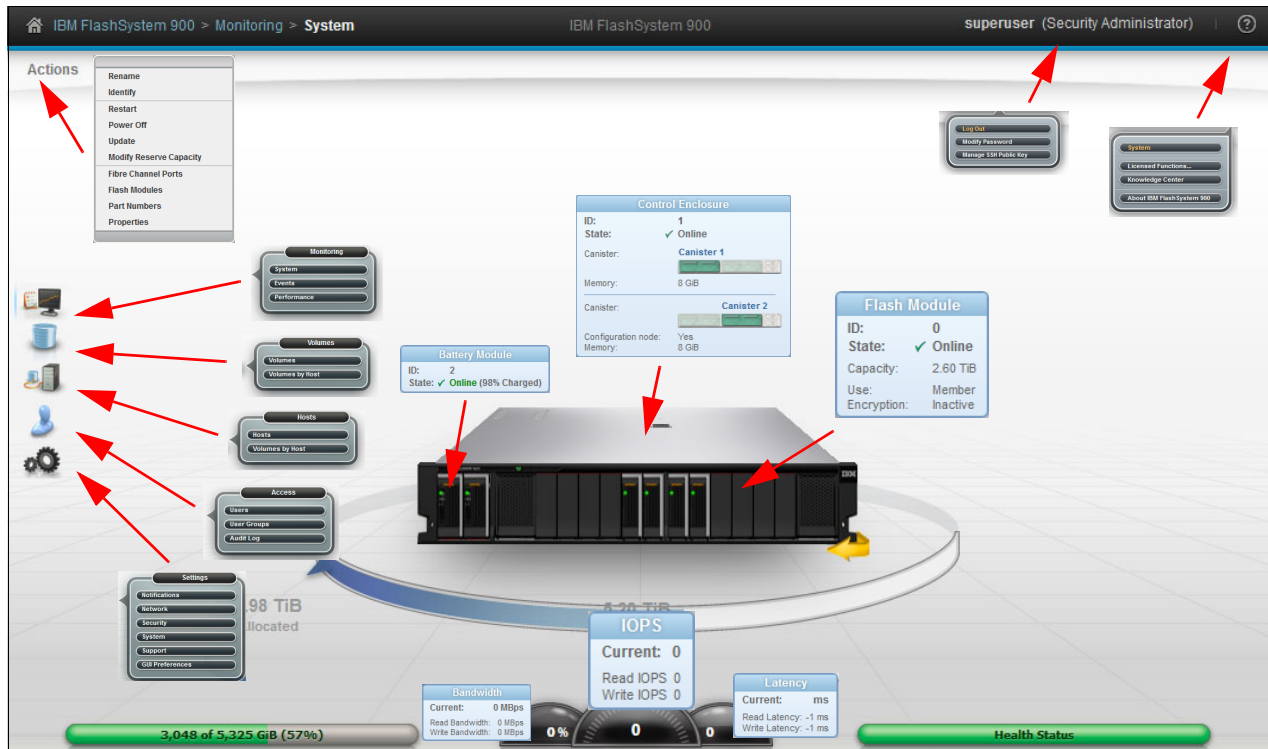 IBM FlashSystem 900 > Monitoring > System
IBM FlashSystem 900
superuser (Security Administrator)
?
Actions
Rename
Identify
Restart
Power Off
Update
Modify Reserve Capacity
Fibre Channel Ports
Flash Modules
Part Numbers
Properties
Log Out
Modify Password
Manage SSH Public Key
System
Licensed Functions...
Knowledge Center
About IBM FlashSystem 900
Control Enclosure
ID: 1
State: ✓ Online
Canister: Canister 1
Memory: 8 GiB
Canister: Canister 2
Configuration node: Yes
Memory: 8 GiB
Monitoring
System
Events
Performance
Flash Module
ID: 0
State: ✓ Online
Capacity: 2.60 TiB
Use: Member
Encryption: Inactive
Volumes
Volumes
Volumes by Host
Battery Module
ID: 2
State: ✓ Online (98% Charged)
Hosts
Hosts
Volumes by Host
IBM
Access
Users
User Groups
Audit Log
Settings
Notifications
Network
Security
System
Support
GUI Preferences
.98 TiB
llocated
5.20 TiB
IOPS
Current: 0
Read IOPS 0
Write IOPS 0
Bandwidth
Current: 0 MBps
Read Bandwidth: 0 MBps
Write Bandwidth: 0 MBps
Latency
Current: ms
Read Latency: -1 ms
Write Latency: -1 ms
0%
0
0
3,048 of 5,325 GiB (57%)
Health Status